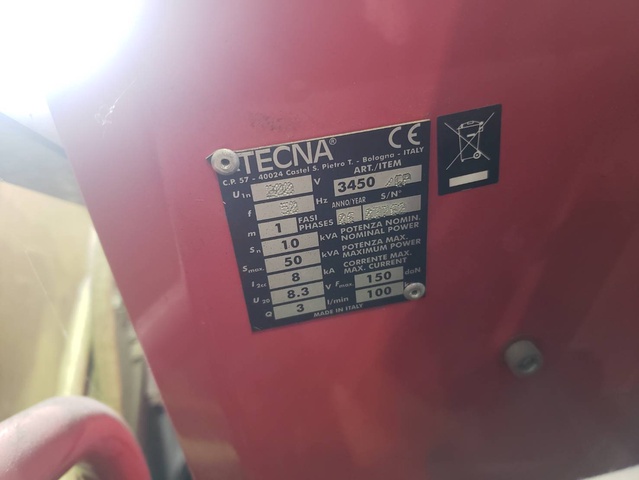 TECNA® CE
C.P. 57 - 40024 Castel S. Pietro T. - Bologna - ITALY
U1n V ART./ITEM 3450
f Hz ANNO/YEAR S/N°
m 1 FASI PHASES
Sn 10 kVA POTENZA NOMIN. NOMINAL POWER
Smax. 50 kVA POTENZA MAX. MAXIMUM POWER
I2cc 8 kA CORRENTE MAX. MAX. CURRENT
U20 8.3 V Fmax. 150 daN
Q 3 l/min 100
MADE IN ITALY